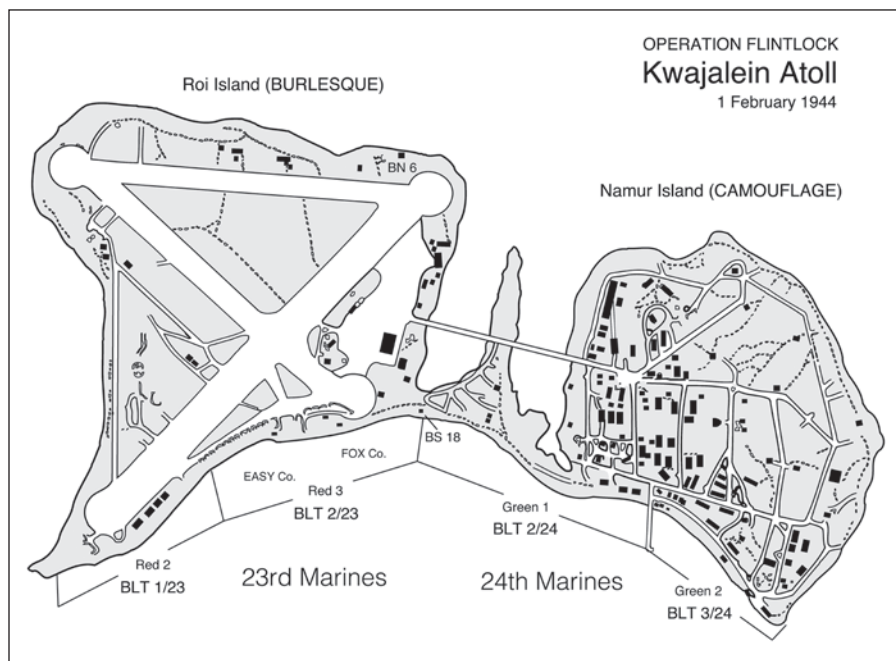 OPERATION FLINTLOCK
Kwajalein Atoll
1 February 1944
Roi Island (BURLESQUE)
BN 6
Namur Island (CAMOUFLAGE)
BS 18
FOX Co.
EASY Co.
Red 3
BLT 2/23
Green 1
BLT 2/24
Red 2
BLT 1/23
23rd Marines
24th Marines
Green 2
BLT 3/24